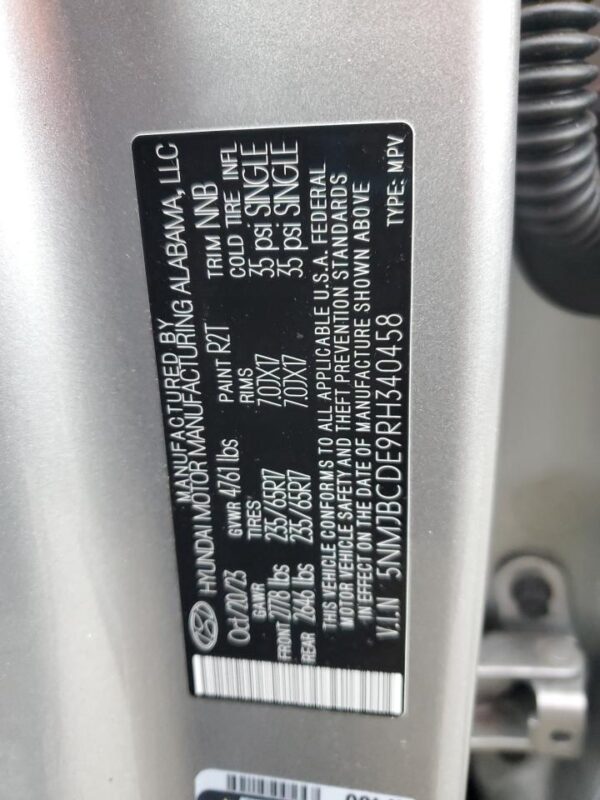 MANUFACTURED BY
HYUNDAI MOTOR MANUFACTURING ALABAMA, LLC
Oct/20/23 GVWR 4761 lbs PAINT R2T TRIM NNB
GAWR TIRES RIMS COLD TIRE INFL
FRONT 2778 lbs 235/65R17 7.0JX17 35 psi SINGLE
REAR 2646 lbs 235/65R17 7.0JX17 35 psi SINGLE
THIS VEHICLE CONFORMS TO ALL APPLICABLE U.S.A. FEDERAL
MOTOR VEHICLE SAFETY AND THEFT PREVENTION STANDARDS
IN EFFECT ON THE DATE OF MANUFACTURE SHOWN ABOVE
V.I.N 5NMJBCDE9RH340458 TYPE: MPV